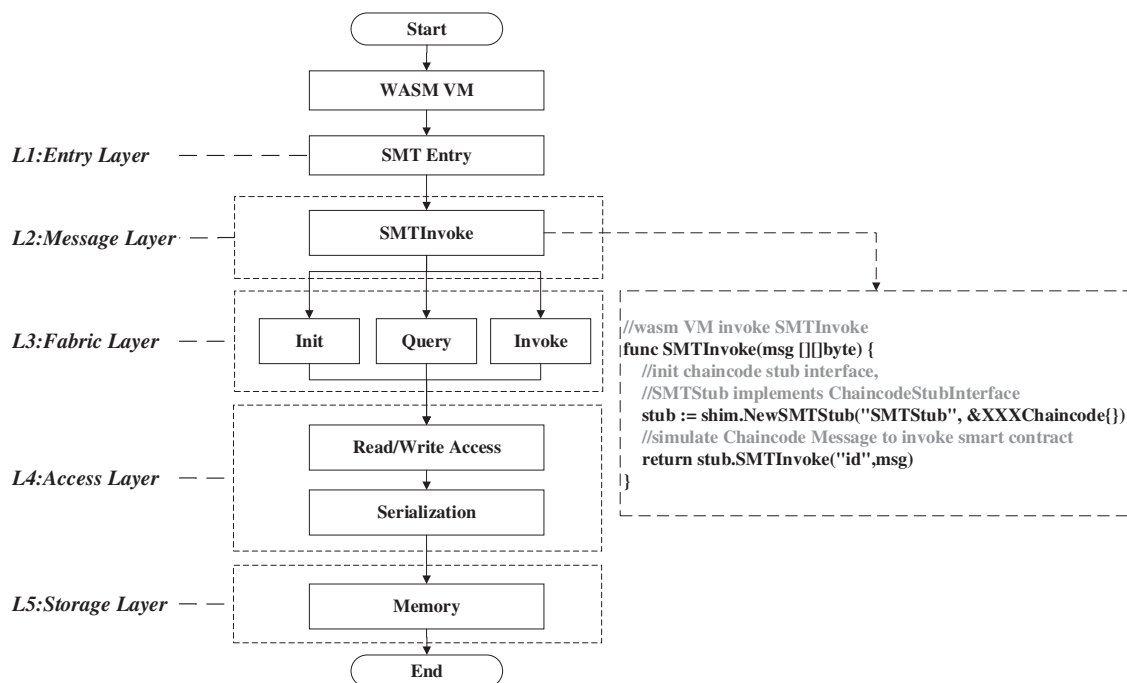 Start
WASM VM
L1:Entry Layer
SMT Entry
L2:Message Layer
SMTInvoke
L3:Fabric Layer
Init
Query
Invoke
L4:Access Layer
Read/Write Access
Serialization
L5:Storage Layer
Memory
End
//wasm VM invoke SMTInvoke
func SMTInvoke(msg [][]byte) {
//init chaincode stub interface,
//SMTStub implements ChaincodeStubInterface
stub := shim.NewSMTStub("SMTStub", &XXXChaincode{})
//simulate Chaincode Message to invoke smart contract
return stub.SMTInvoke("id",msg)
}